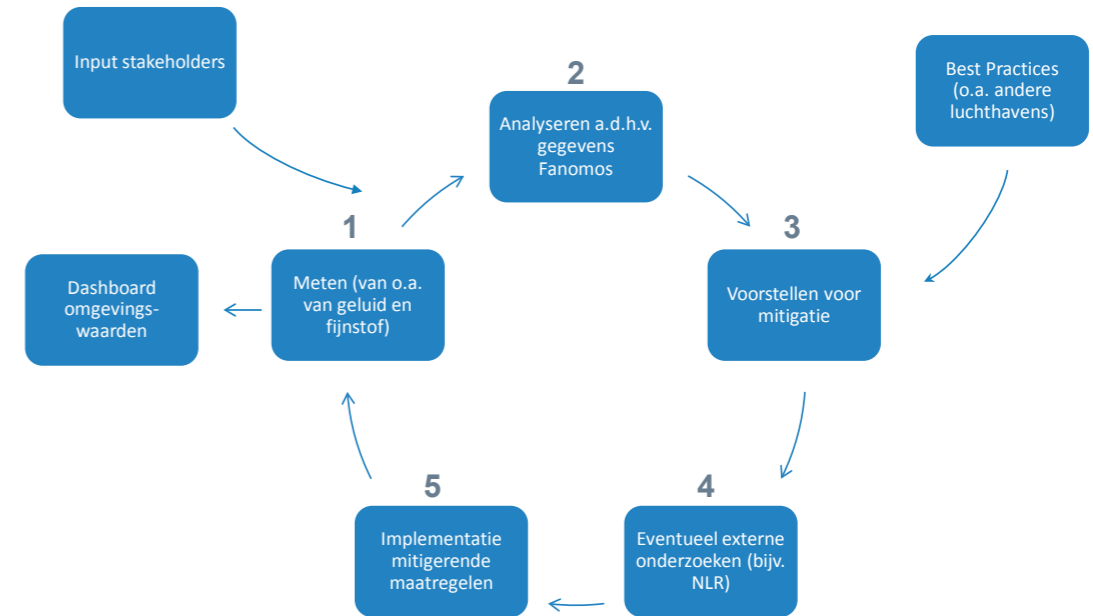 Input stakeholders
2
Analyseren a.d.h.v.
gegevens
Fanomos
Best Practices
(o.a. andere
luchthavens)
1
Meten (van o.a.
van geluid en
fijnstof)
3
Voorstellen voor
mitigatie
Dashboard
omgevings-
waarden
5
Implementatie
mitigerende
maatregelen
4
Eventueel externe
onderzoeken (bijv.
NLR)